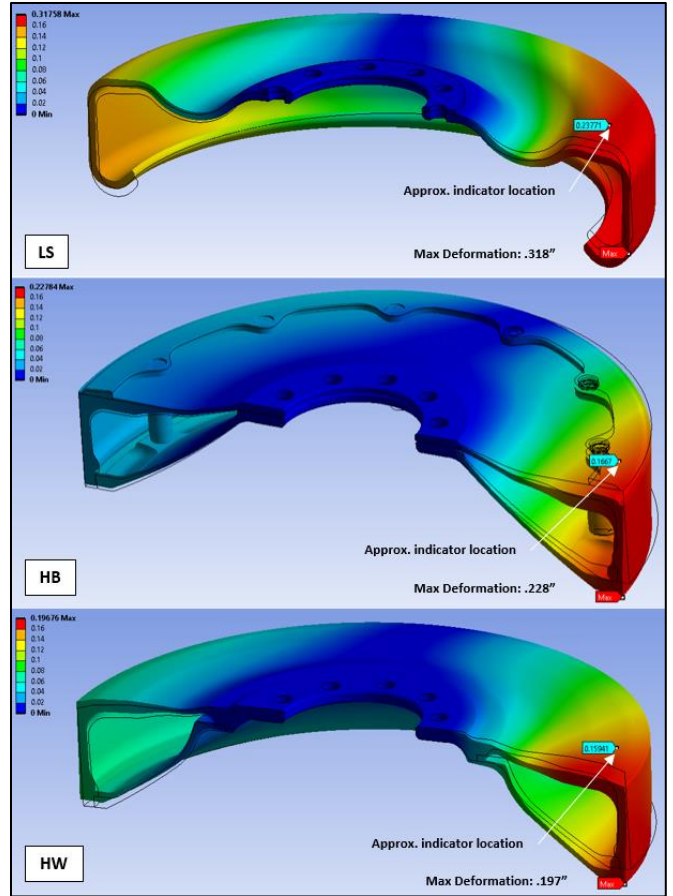 0.31758 Max
0.16
0.14
0.12
0.1
0.08
0.06
0.04
0.02
0 Min
0.23771
Approx. indicator location
Max Deformation: .318”
Max
LS
0.22784 Max
0.16
0.14
0.12
0.1
0.08
0.06
0.04
0.02
0 Min
0.1667
Approx. indicator location
Max Deformation: .228”
Max
HB
0.19676 Max
0.16
0.14
0.12
0.1
0.08
0.06
0.04
0.02
0 Min
0.15941
Approx. indicator location
Max Deformation: .197”
Max
HW